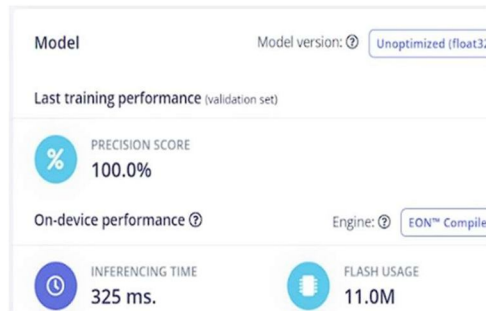 Model
Model version: ? Unoptimized (float32
Last training performance (validation set)
%
PRECISION SCORE
100.0%
On-device performance ?
Engine: ? EON™ Compile
INFERENCING TIME
325 ms.
FLASH USAGE
11.0M